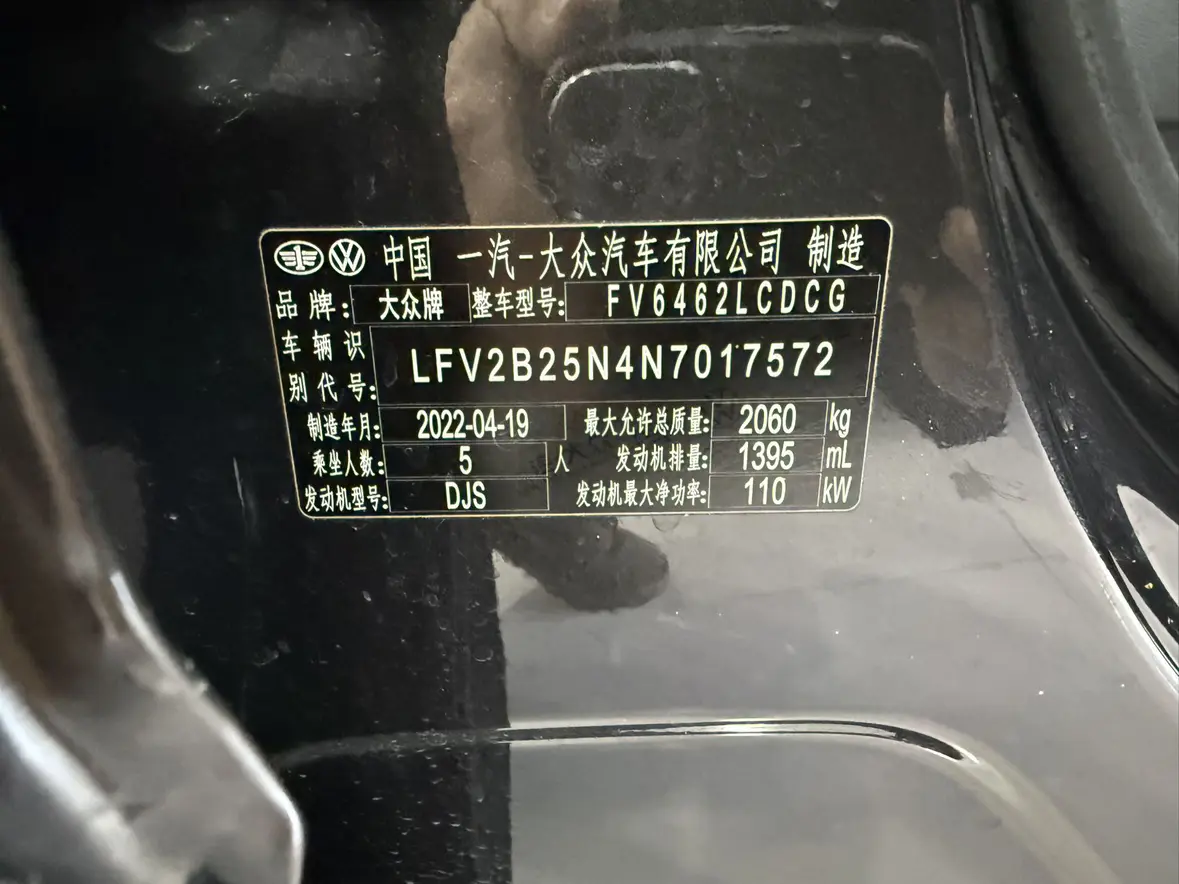 中国 一汽-大众汽车有限公司 制造
品牌: 大众牌 整车型号: FV6462LCDCG
车辆识别代号: LFV2B25N4N7017572
制造年月: 2022-04-19 最大允许总质量: 2060 kg
乘坐人数: 5 人 发动机排量: 1395 mL
发动机型号: DJS 发动机最大净功率: 110 kW